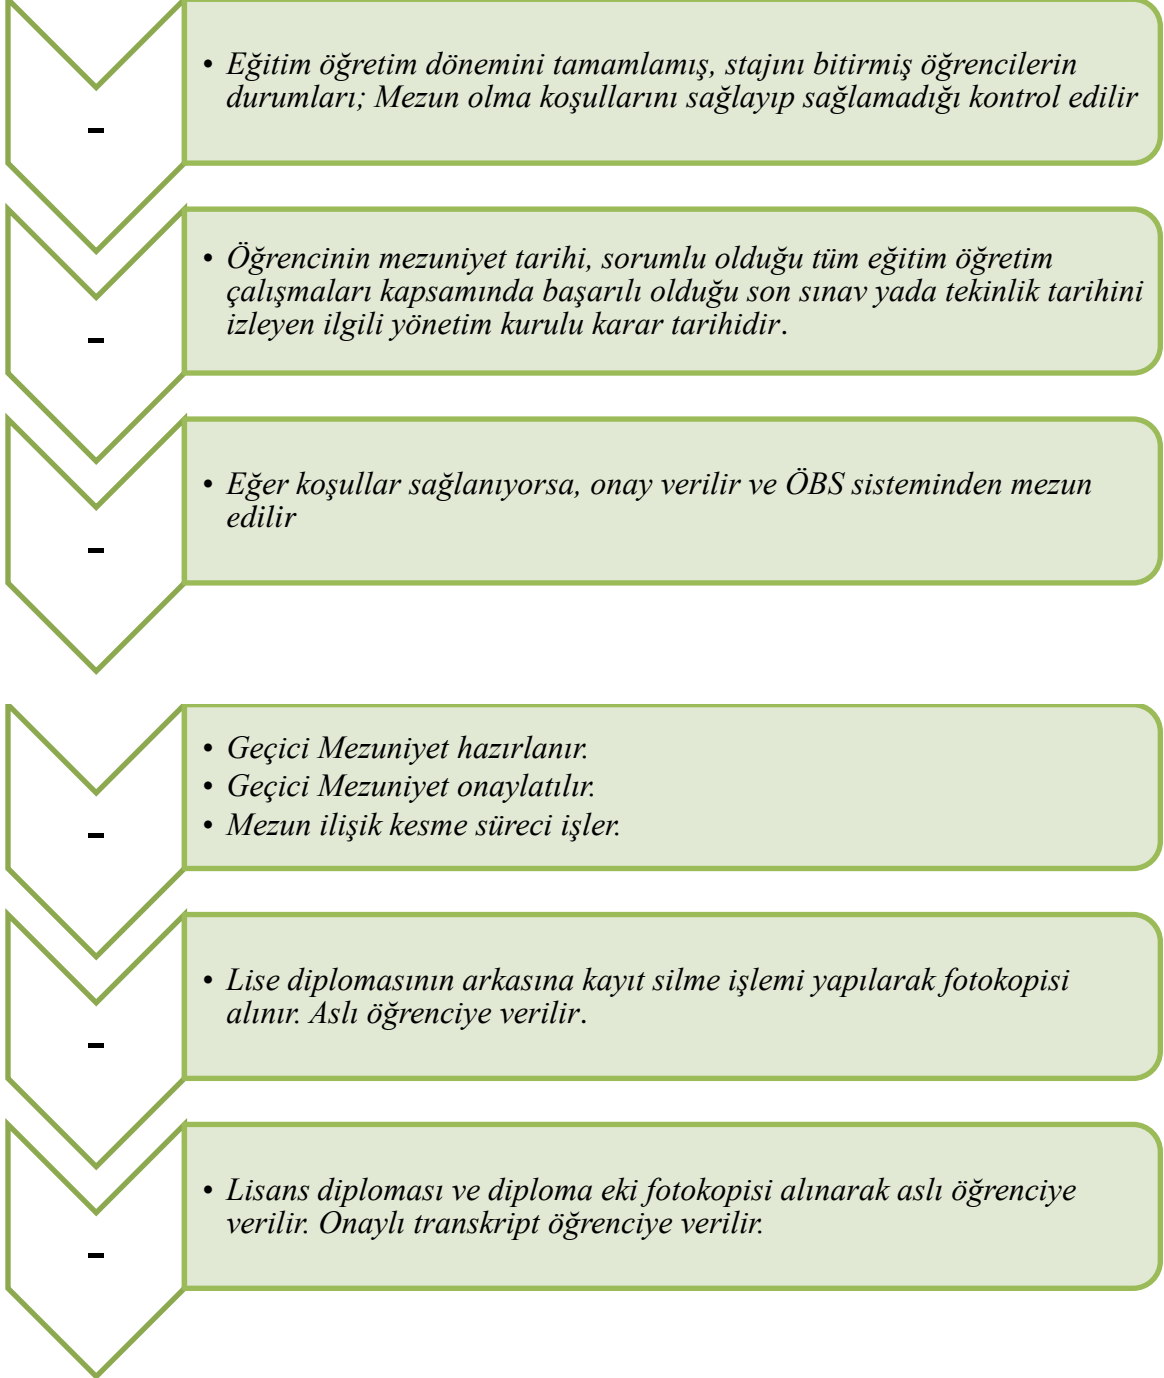 -
• Eğitim öğretim dönemini tamamlamış, stajını bitirmiş öğrencilerin
durumları; Mezun olma koşullarını sağlayıp sağlamadığı kontrol edilir
-
• Öğrencinin mezuniyet tarihi, sorumlu olduğu tüm eğitim öğretim
çalışmaları kapsamında başarılı olduğu son sınav yada tekinlik tarihini
izleyen ilgili yönetim kurulu karar tarihidir.
-
• Eğer koşullar sağlanıyorsa, onay verilir ve ÖBS sisteminden mezun
edilir
-
• Geçici Mezuniyet hazırlanır.
• Geçici Mezuniyet onaylatılır.
• Mezun ilişik kesme süreci işler.
-
• Lise diplomasının arkasına kayıt silme işlemi yapılarak fotokopisi
alınır. Aslı öğrenciye verilir.
-
• Lisans diploması ve diploma eki fotokopisi alınarak aslı öğrenciye
verilir. Onaylı transkript öğrenciye verilir.